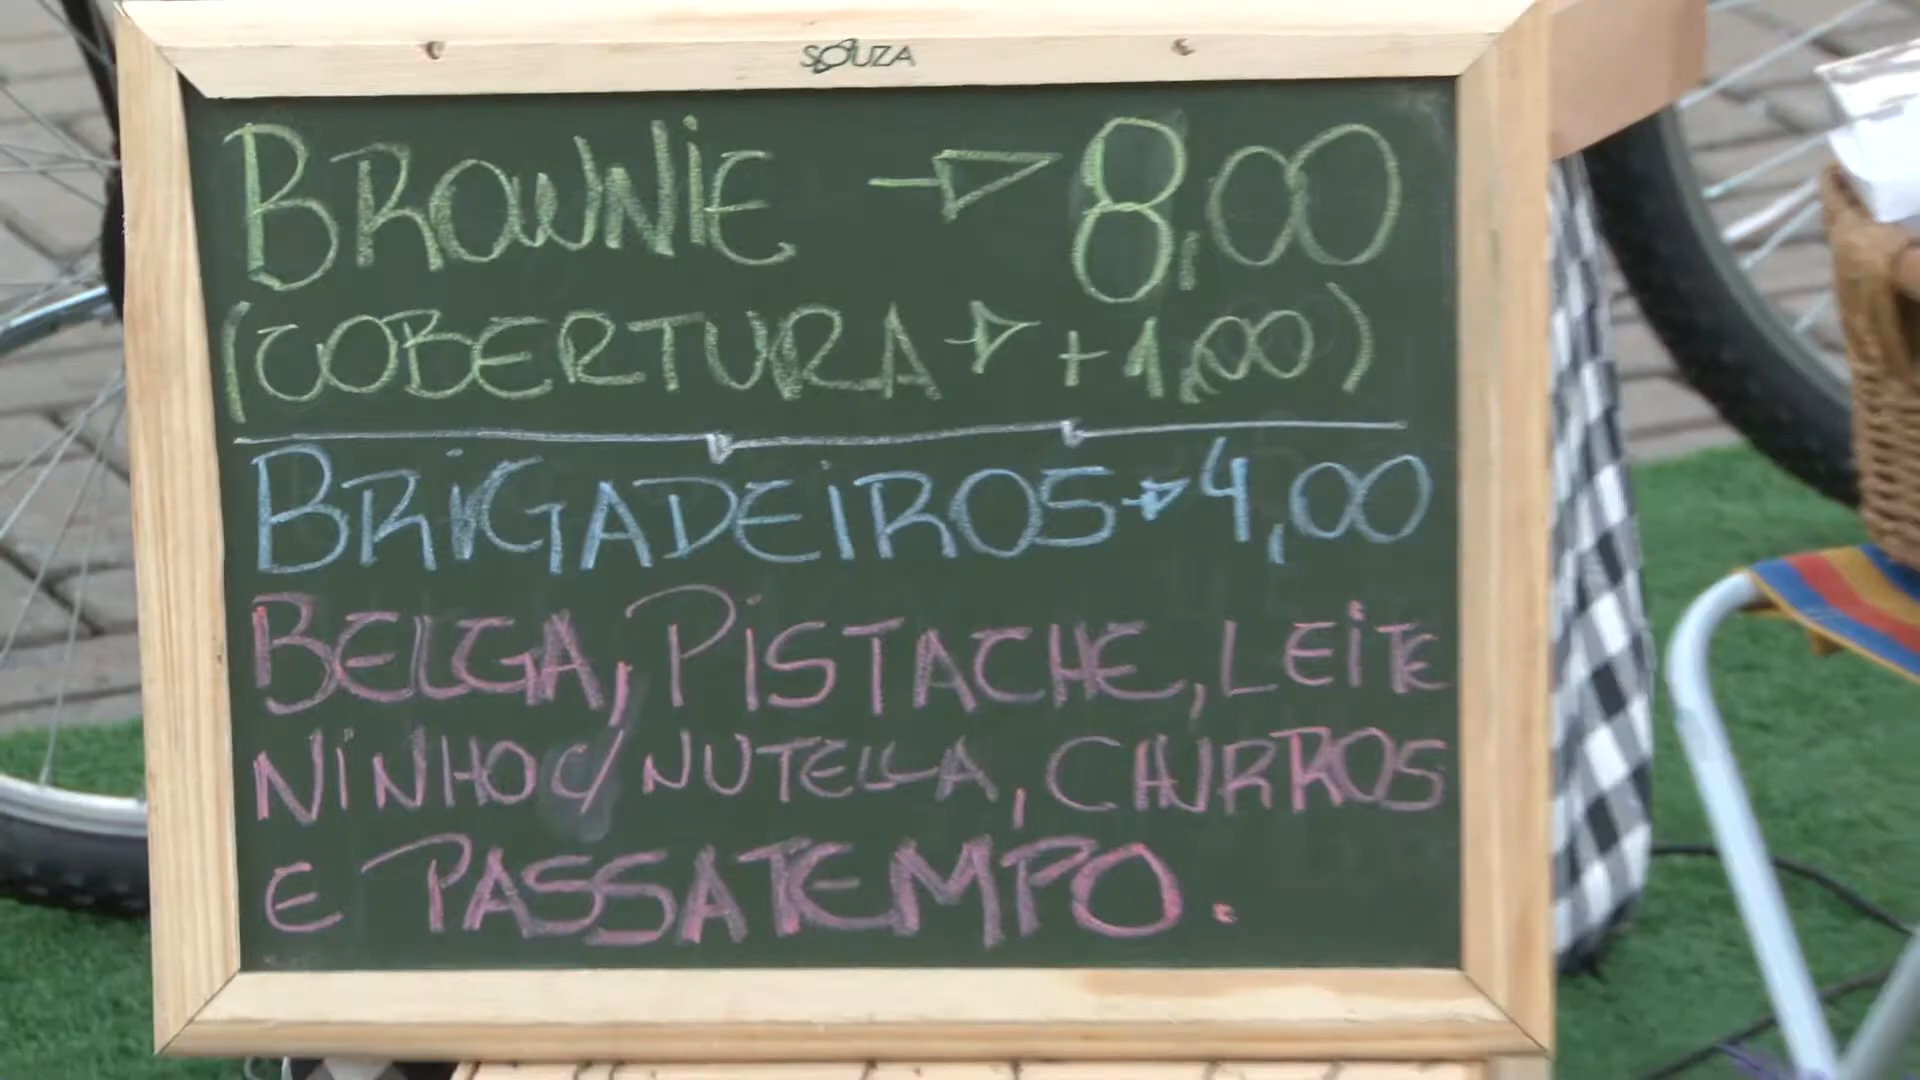 SOUZA
BROWNIE → 8,00
(COBERTURA → +1,00)
BRIGADEIROS → 4,00
BELGA, PISTACHE, LEITE
NINHO C/ NUTELLA, CHURROS
E PASSATEMPO.